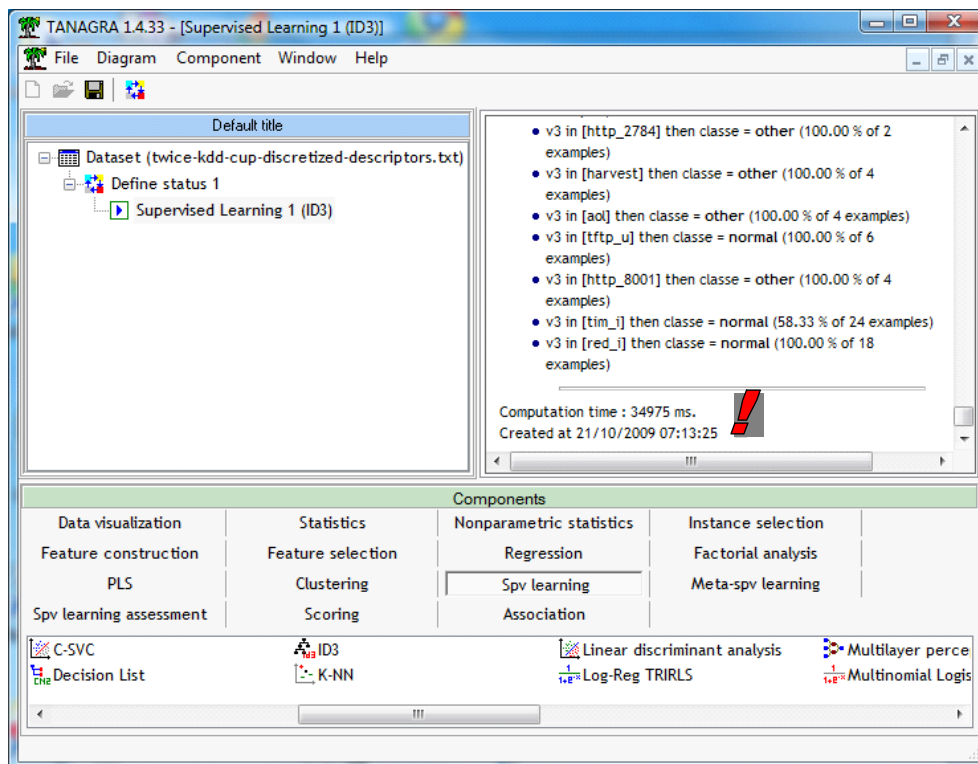 TANAGRA 1.4.33 - [Supervised Learning 1 (ID3)]
File Diagram Component Window Help
Default title
Dataset (twice-kdd-cup-discretized-descriptors.txt)
Define status 1
Supervised Learning 1 (ID3)
v3 in [http_2784] then classe = other (100.00 % of 2
examples)
v3 in [harvest] then classe = other (100.00 % of 4
examples)
v3 in [aol] then classe = other (100.00 % of 4 examples)
v3 in [tftp_u] then classe = normal (100.00 % of 6
examples)
v3 in [http_8001] then classe = other (100.00 % of 4
examples)
v3 in [tim_i] then classe = normal (58.33 % of 24 examples)
v3 in [red_i] then classe = normal (100.00 % of 18
examples)
Computation time : 34975 ms.
Created at 21/10/2009 07:13:25
!
Components
Data visualization Statistics Nonparametric statistics Instance selection
Feature construction Feature selection Regression Factorial analysis
PLS Clustering Spv learning Meta-spv learning
Spv learning assessment Scoring Association
C-SVC ID3 Linear discriminant analysis Multilayer perce
Decision List K-NN Log-Reg TRIRLS Multinomial Logis